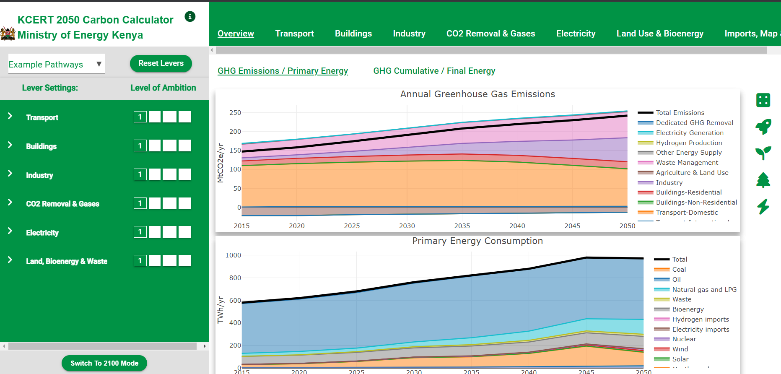 KCERT 2050 Carbon Calculator
Ministry of Energy Kenya
Overview Transport Buildings Industry CO2 Removal & Gases Electricity Land Use & Bioenergy Imports, Map
Example Pathways
Reset Levers
Lever Settings: Level of Ambition
Transport 1
Buildings 1
Industry 1
CO2 Removal & Gases 1
Electricity 1
Land, Bioenergy & Waste 1
Switch To 2100 Mode
GHG Emissions / Primary Energy GHG Cumulative / Final Energy
Annual Greenhouse Gas Emissions
MtCO2e/yr
250
200
150
100
50
0
2015 2020 2025 2030 2035 2040 2045 2050
Total Emissions
Dedicated GHG Removal
Electricity Generation
Hydrogen Production
Other Energy Supply
Waste Management
Agriculture & Land Use
Industry
Buildings-Residential
Buildings-Non-Residential
Transport-Domestic
Primary Energy Consumption
TWh/yr
1000
800
600
400
200
0
2015 2020 2025 2030 2035 2040 2045 2050
Total
Coal
Oil
Natural gas and LPG
Waste
Bioenergy
Hydrogen imports
Electricity imports
Nuclear
Wind
Solar